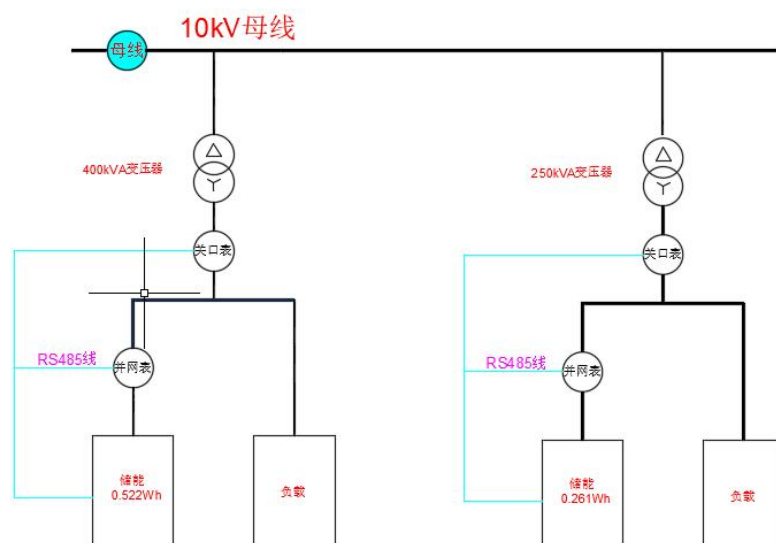 10kV母线
母线
400kVA变压器
250kVA变压器
关口表
关口表
RS485线
并网表
RS485线
并网表
储能
0.522Wh
负载
储能
0.261Wh
负载